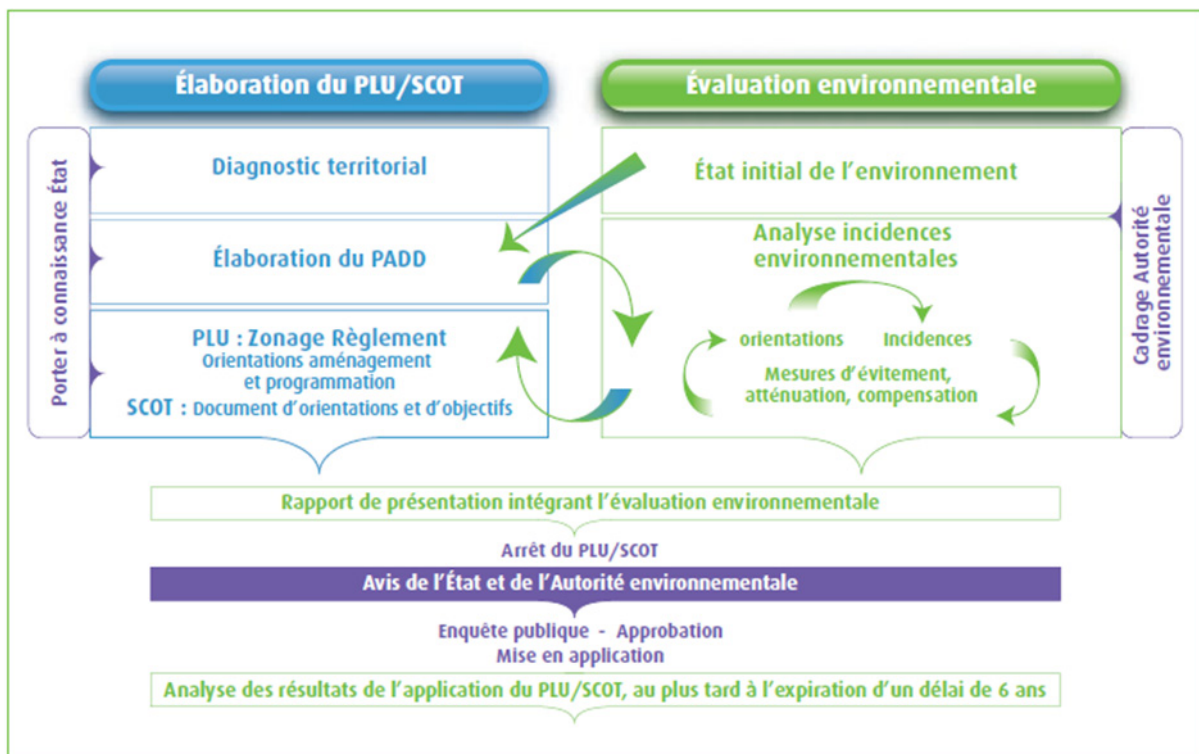 Élaboration du PLU/SCOT
Évaluation environnementale
Porter à connaissance État
Diagnostic territorial
État initial de l'environnement
Cadrage Autorité
environnementale
Élaboration du PADD
Analyse incidences
environnementales
PLU : Zonage Règlement
Orientations aménagement
et programmation
SCOT : Document d'orientations et d'objectifs
orientations
Incidences
Mesures d'évitement,
atténuation, compensation
Rapport de présentation intégrant l'évaluation environnementale
Arrêt du PLU/SCOT
Avis de l'État et de l'Autorité environnementale
Enquête publique - Approbation
Mise en application
Analyse des résultats de l'application du PLU/SCOT, au plus tard à l'expiration d'un délai de 6 ans